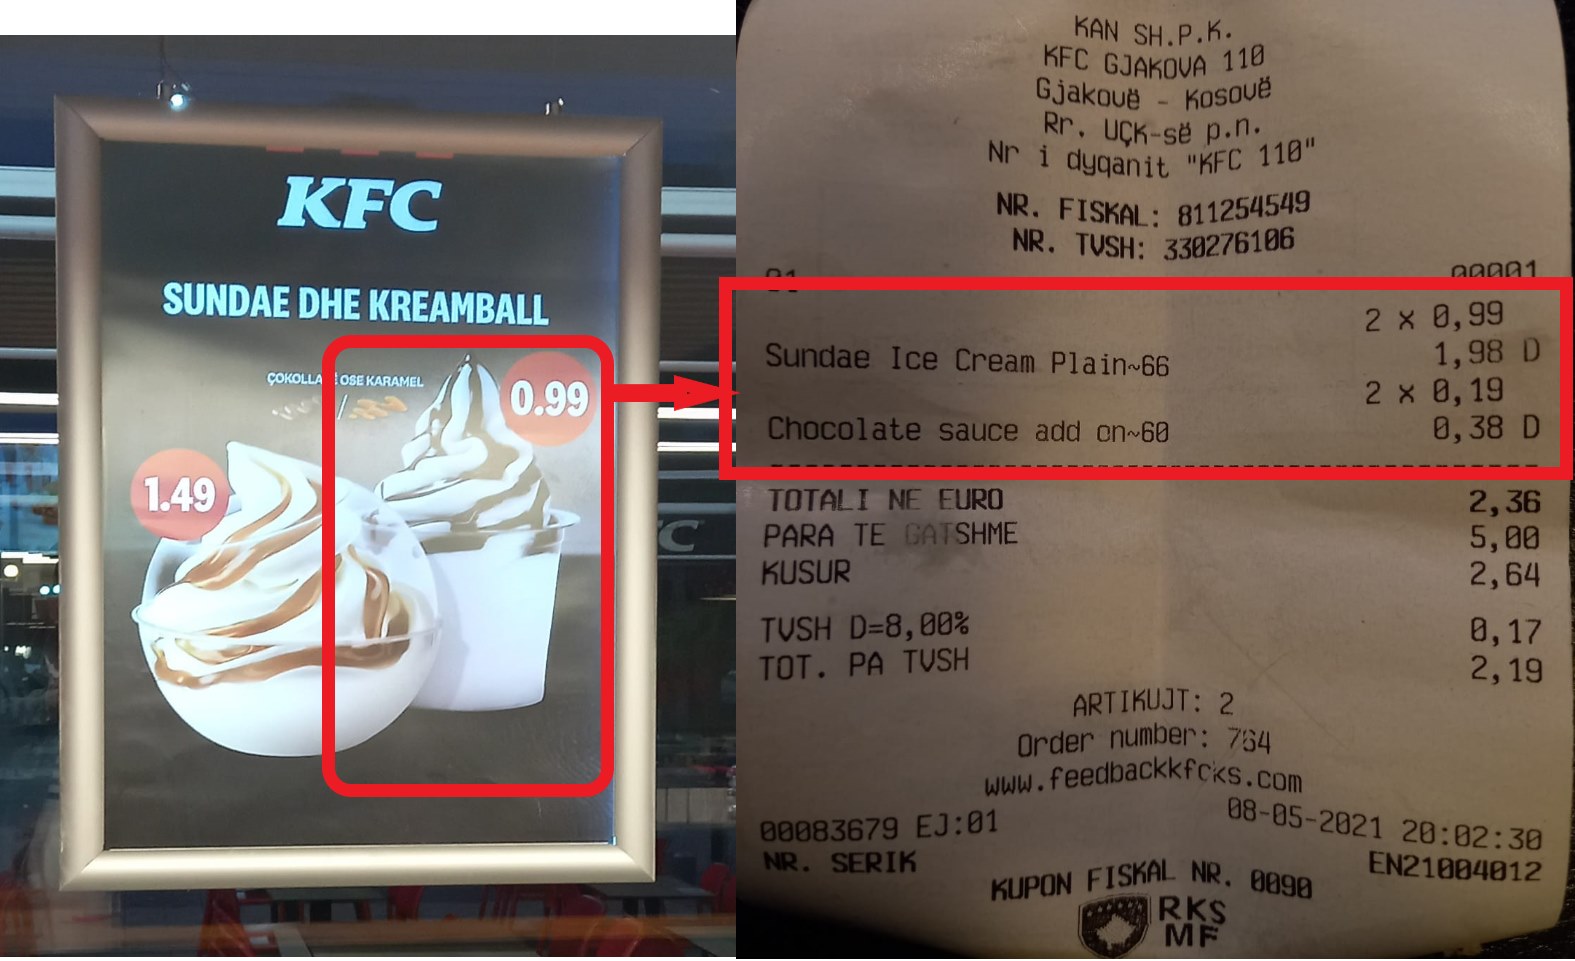 KFC
SUNDAE DHE KREAMBALL
ÇOKOLLATË OSE KARAMEL
0.99
1.49
KAN SH.P.K.
KFC GJAKOVA 110
Gjakovë - Kosovë
Rr. UÇK-së p.n.
Nr i dyqanit "KFC 110"
NR. FISKAL: 811254549
NR. TVSH: 330276106
01 00001
2 x 0,99
Sundae Ice Cream Plain~66 1,98 D
2 x 0,19
Chocolate sauce add on~60 0,38 D
TOTALI NE EURO 2,36
PARA TE GATSHME 5,00
KUSUR 2,64
TVSH D=8,00% 0,17
TOT. PA TVSH 2,19
ARTIKUJT: 2
Order number: 764
www.feedbackkfcks.com
08-05-2021 20:02:30
00083679 EJ:01
NR. SERIK EN21004012
KUPON FISKAL NR. 0090
RKS
MF